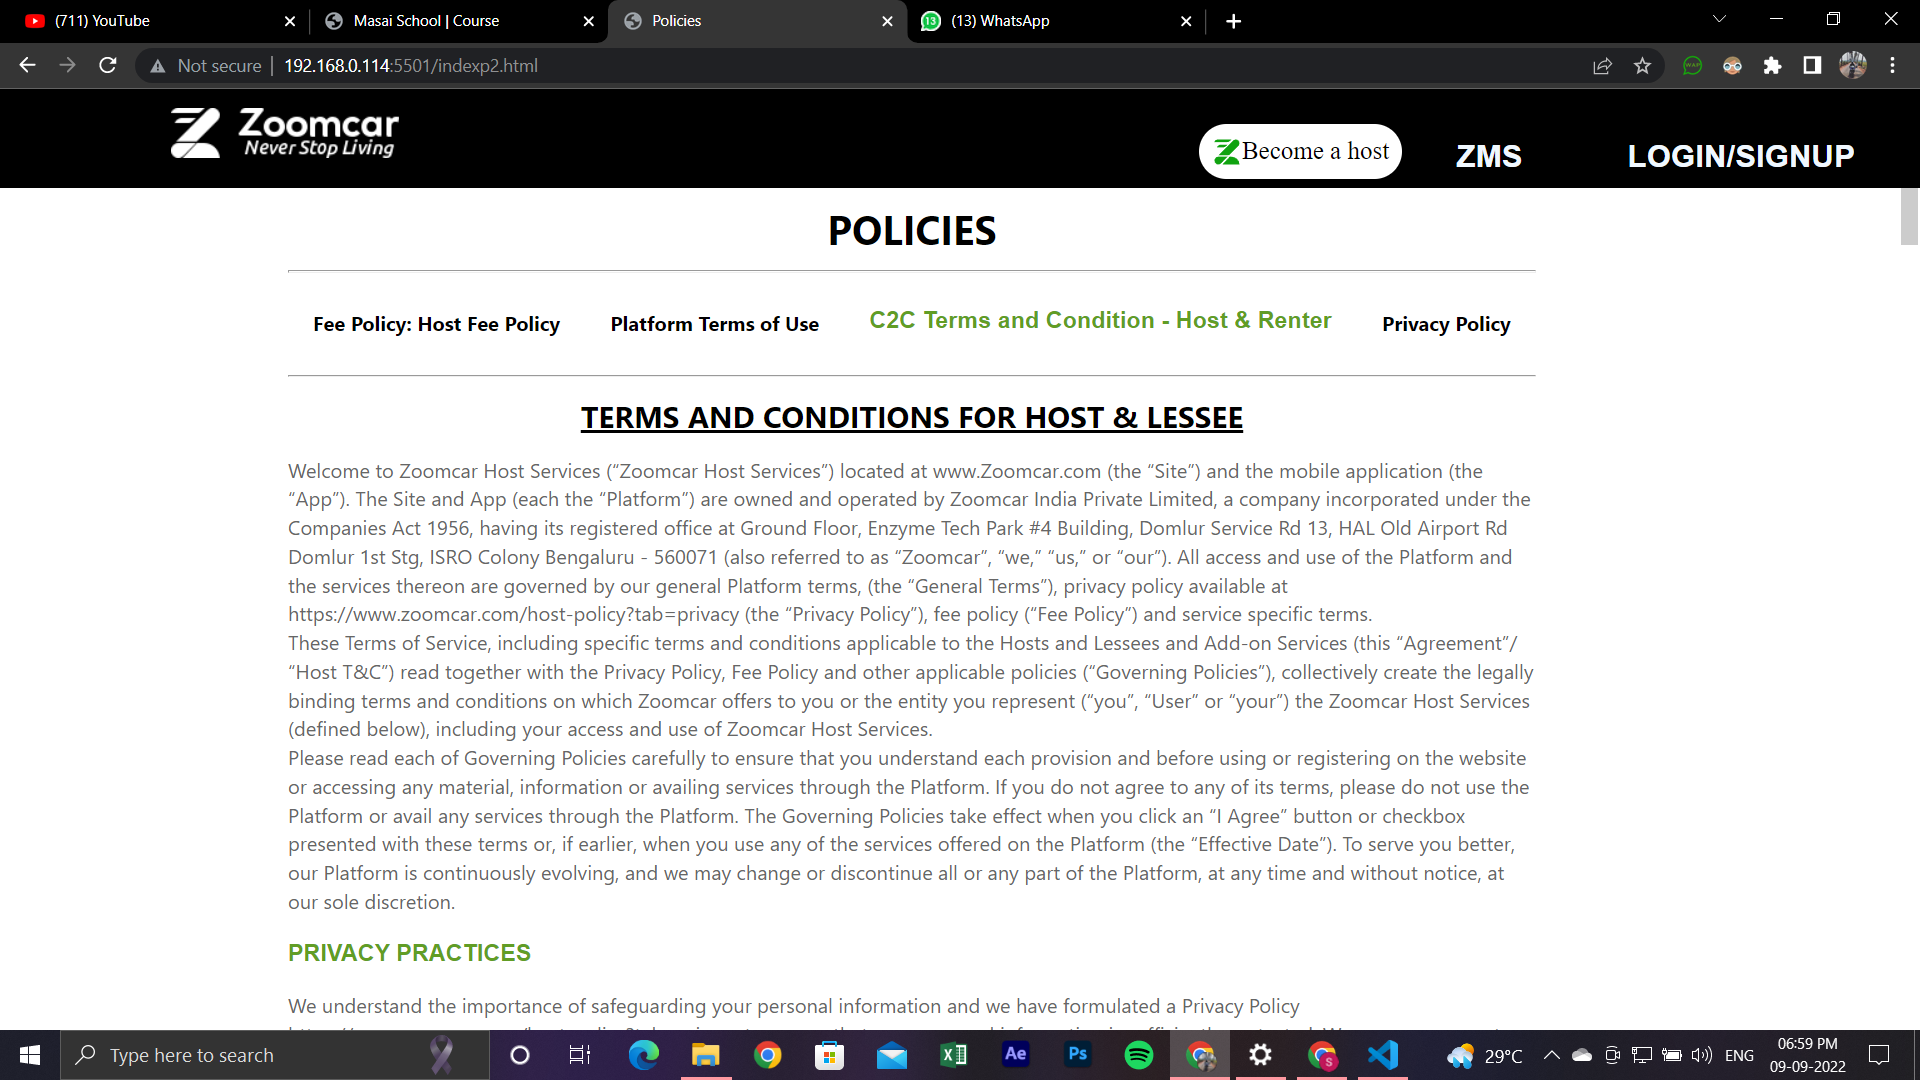 (711) YouTube
Masai School | Course
Policies
(13) WhatsApp
Not secure | 192.168.0.114:5501/indexp2.html
Zoomcar
Never Stop Living
Become a host
ZMS
LOGIN/SIGNUP
POLICIES
Fee Policy: Host Fee Policy
Platform Terms of Use
C2C Terms and Condition - Host & Renter
Privacy Policy
TERMS AND CONDITIONS FOR HOST & LESSEE
Welcome to Zoomcar Host Services (“Zoomcar Host Services”) located at www.Zoomcar.com (the “Site”) and the mobile application (the
“App”). The Site and App (each the “Platform”) are owned and operated by Zoomcar India Private Limited, a company incorporated under the
Companies Act 1956, having its registered office at Ground Floor, Enzyme Tech Park #4 Building, Domlur Service Rd 13, HAL Old Airport Rd
Domlur 1st Stg, ISRO Colony Bengaluru - 560071 (also referred to as “Zoomcar”, “we,” “us,” or “our”). All access and use of the Platform and
the services thereon are governed by our general Platform terms, (the “General Terms”), privacy policy available at
https://www.zoomcar.com/host-policy?tab=privacy (the “Privacy Policy”), fee policy (“Fee Policy”) and service specific terms.
These Terms of Service, including specific terms and conditions applicable to the Hosts and Lessees and Add-on Services (this “Agreement”/
“Host T&C”) read together with the Privacy Policy, Fee Policy and other applicable policies (“Governing Policies”), collectively create the legally
binding terms and conditions on which Zoomcar offers to you or the entity you represent (“you”, “User” or “your”) the Zoomcar Host Services
(defined below), including your access and use of Zoomcar Host Services.
Please read each of Governing Policies carefully to ensure that you understand each provision and before using or registering on the website
or accessing any material, information or availing services through the Platform. If you do not agree to any of its terms, please do not use the
Platform or avail any services through the Platform. The Governing Policies take effect when you click an “I Agree” button or checkbox
presented with these terms or, if earlier, when you use any of the services offered on the Platform (the “Effective Date”). To serve you better,
our Platform is continuously evolving, and we may change or discontinue all or any part of the Platform, at any time and without notice, at
our sole discretion.
PRIVACY PRACTICES
We understand the importance of safeguarding your personal information and we have formulated a Privacy Policy
Type here to search
Ae
Ps
S
29°C
ENG
06:59 PM
09-09-2022